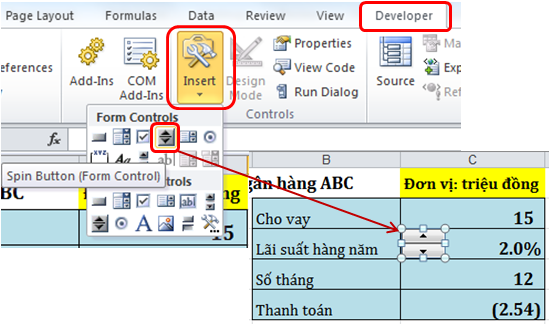 Page Layout Formulas Data Review View Developer
eferences
Add-Ins
COM
Add-Ins
Insert
Design
Mode
Properties
View Code
Run Dialog
Source
Ma
Exp
Ref
Controls
Form Controls
fx
XYZ Aa ab
Spin Button (Form Control)
trols
BC
ng
A
15
B C
gân hàng ABC Đơn vị: triệu đồng
Cho vay 15
Lãi suất hàng năm 2.0%
Số tháng 12
Thanh toán (2.54)